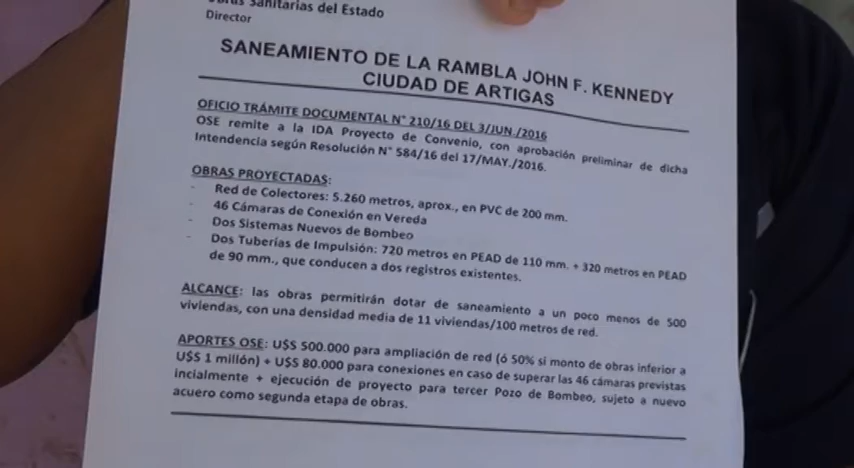 Obras Sanitarias del Estado
Director
SANEAMIENTO DE LA RAMBLA JOHN F. KENNEDY
CIUDAD DE ARTIGAS
OFICIO TRÁMITE DOCUMENTAL N° 210/16 DEL 3/JUN./2016
OSE remite a la IDA Proyecto de Convenio, con aprobación preliminar de dicha
Intendencia según Resolución N° 584/16 del 17/MAY./2016.
OBRAS PROYECTADAS:
- Red de Colectores: 5.260 metros, aprox., en PVC de 200 mm.
- 46 Cámaras de Conexión en Vereda
- Dos Sistemas Nuevos de Bombeo
- Dos Tuberías de Impulsión: 720 metros en PEAD de 110 mm. + 320 metros en PEAD
de 90 mm., que conducen a dos registros existentes.
ALCANCE: las obras permitirán dotar de saneamiento a un poco menos de 500
viviendas, con una densidad media de 11 viviendas/100 metros de red.
APORTES OSE: U$S 500.000 para ampliación de red (ó 50% si monto de obras inferior a
U$S 1 millón) + U$S 80.000 para conexiones en caso de superar las 46 cámaras previstas
incialmente + ejecución de proyecto para tercer Pozo de Bombeo, sujeto a nuevo
acuero como segunda etapa de obras.